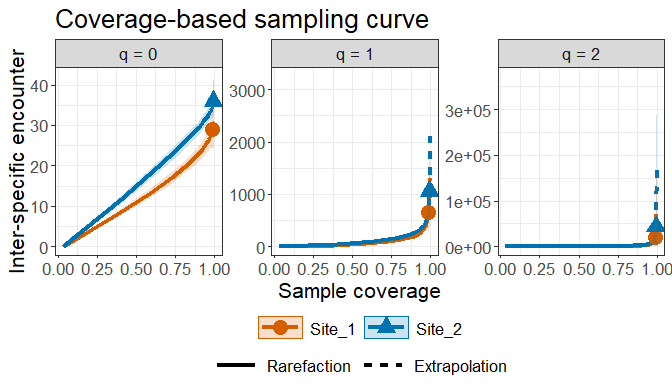 Coverage-based sampling curve
q = 0 q = 1 q = 2
Inter-specific encounter
40
30
20
10
0
3000
2000
1000
0
3e+05
2e+05
1e+05
0e+00
0.00 0.25 0.50 0.75 1.00 0.00 0.25 0.50 0.75 1.00 0.00 0.25 0.50 0.75 1.00
Sample coverage
Site_1 Site_2
Rarefaction Extrapolation